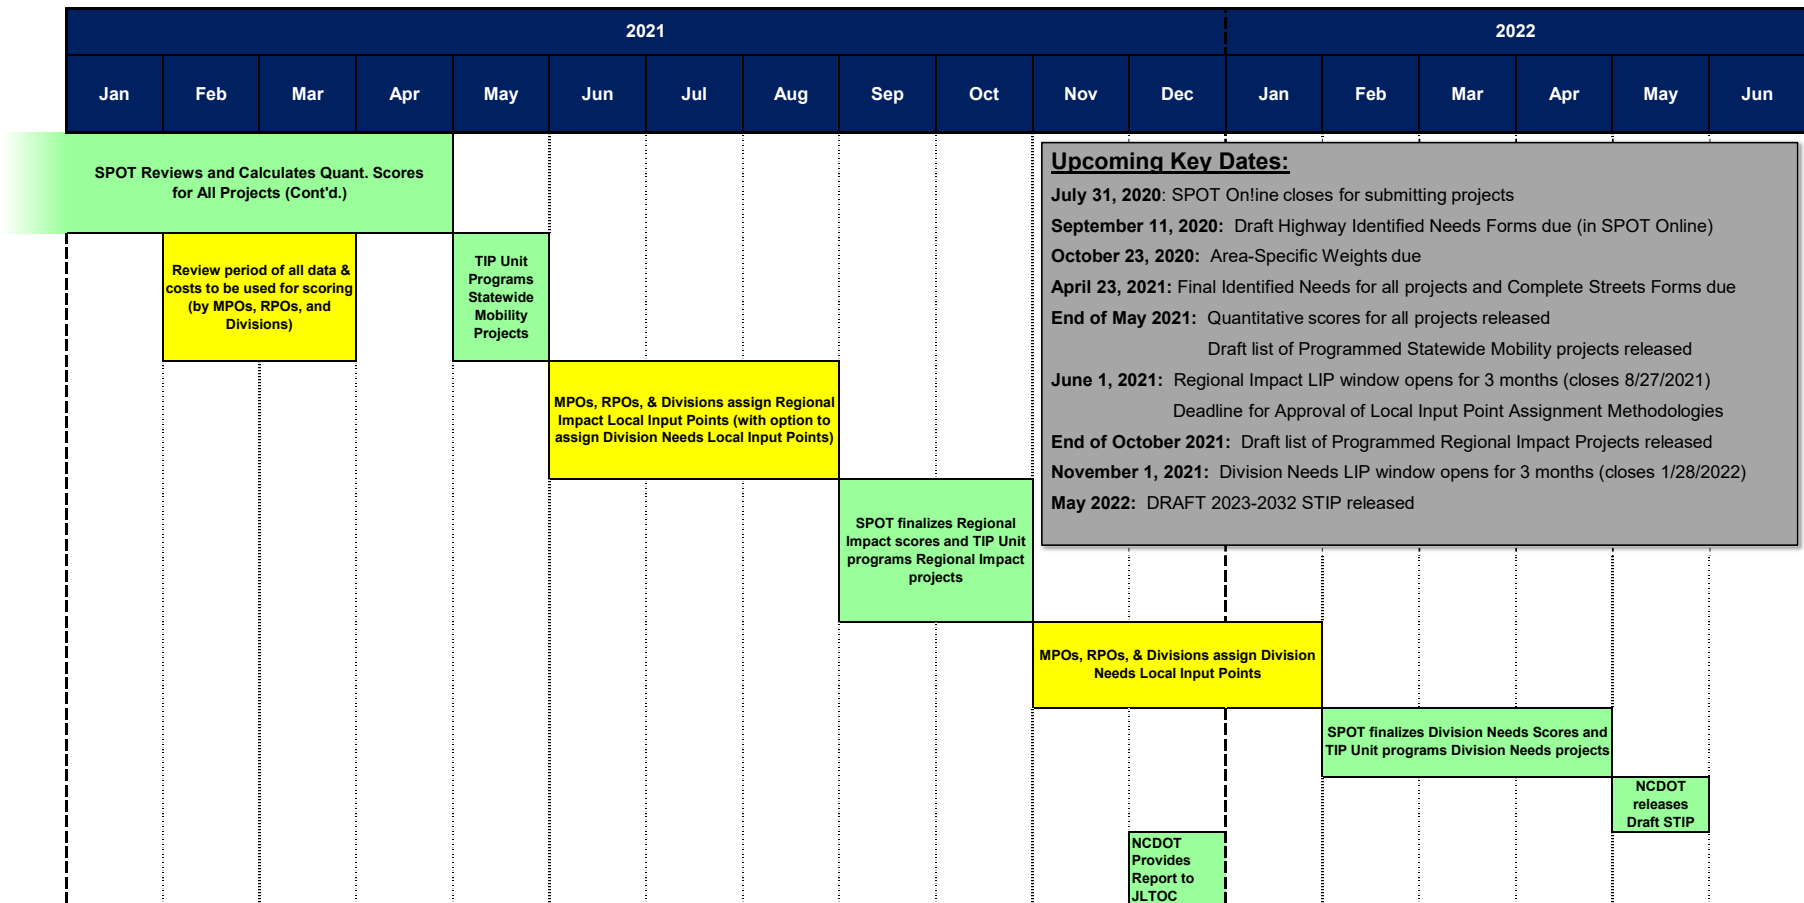 2021
2022
Jan
Feb
Mar
Apr
May
Jun
Jul
Aug
Sep
Oct
Nov
Dec
Jan
Feb
Mar
Apr
May
Jun
SPOT Reviews and Calculates Quant. Scores
for All Projects (Cont'd.)
Review period of all data &
costs to be used for scoring
(by MPOs, RPOs, and
Divisions)
TIP Unit
Programs
Statewide
Mobility
Projects
MPOs, RPOs, & Divisions assign Regional
Impact Local Input Points (with option to
assign Division Needs Local Input Points)
SPOT finalizes Regional
Impact scores and TIP Unit
programs Regional Impact
projects
Upcoming Key Dates:
July 31, 2020: SPOT On!ine closes for submitting projects
September 11, 2020: Draft Highway Identified Needs Forms due (in SPOT Online)
October 23, 2020: Area-Specific Weights due
April 23, 2021: Final Identified Needs for all projects and Complete Streets Forms due
End of May 2021: Quantitative scores for all projects released
Draft list of Programmed Statewide Mobility projects released
June 1, 2021: Regional Impact LIP window opens for 3 months (closes 8/27/2021)
Deadline for Approval of Local Input Point Assignment Methodologies
End of October 2021: Draft list of Programmed Regional Impact Projects released
November 1, 2021: Division Needs LIP window opens for 3 months (closes 1/28/2022)
May 2022: DRAFT 2023-2032 STIP released
MPOs, RPOs, & Divisions assign Division
Needs Local Input Points
SPOT finalizes Division Needs Scores and
TIP Unit programs Division Needs projects
NCDOT
releases
Draft STIP
NCDOT
Provides
Report to
JLTOC